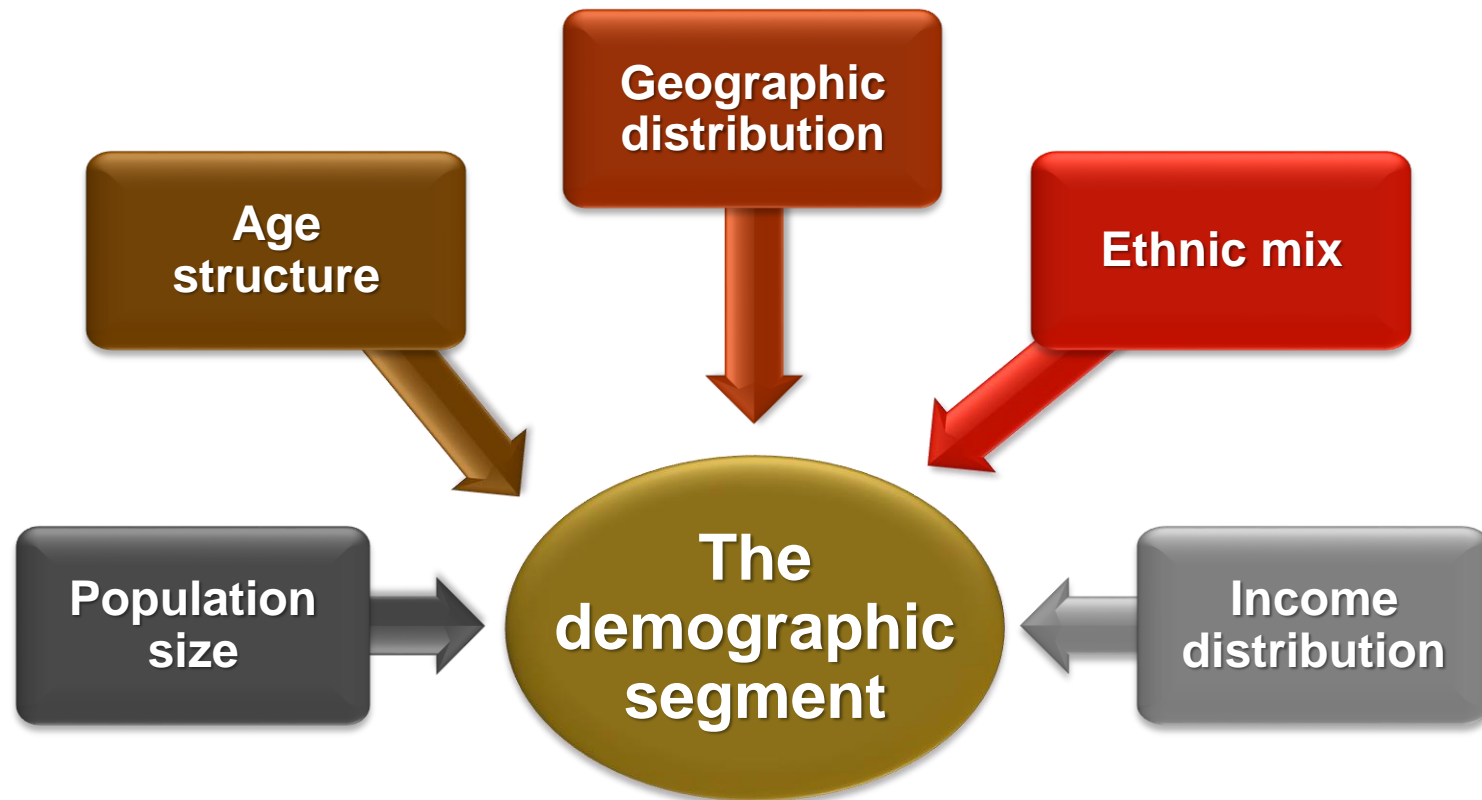 Geographic
distribution
Age
structure
Ethnic mix
Population
size
The
demographic
segment
Income
distribution